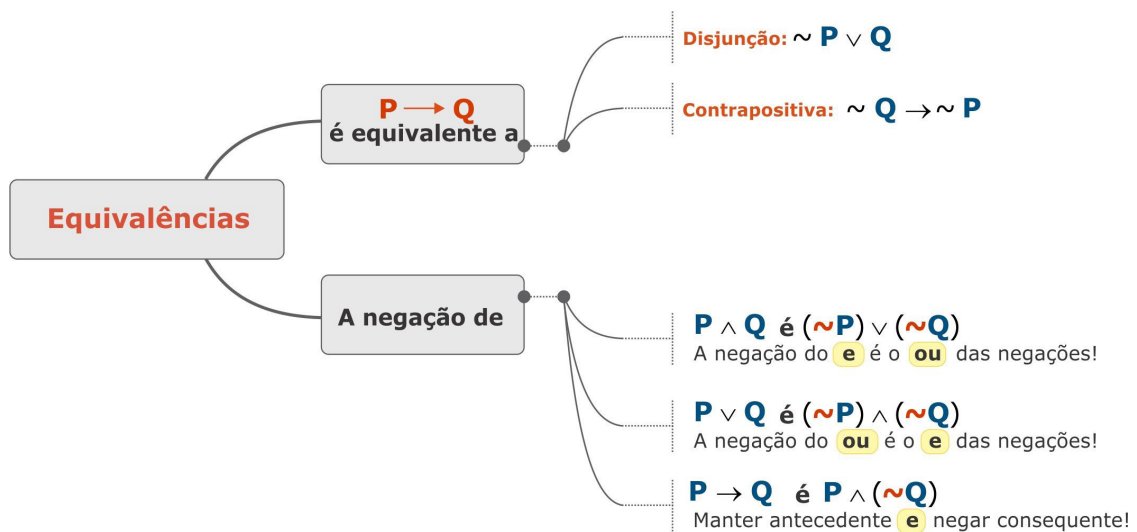 Equivalências
P → Q
é equivalente a
Disjunção: ~ P ∨ Q
Contrapositiva: ~ Q → ~ P
A negação de
P ∧ Q é (~P) ∨ (~Q)
A negação do e é o ou das negações!
P ∨ Q é (~P) ∧ (~Q)
A negação do ou é o e das negações!
P → Q é P ∧ (~Q)
Manter antecedente e negar consequente!